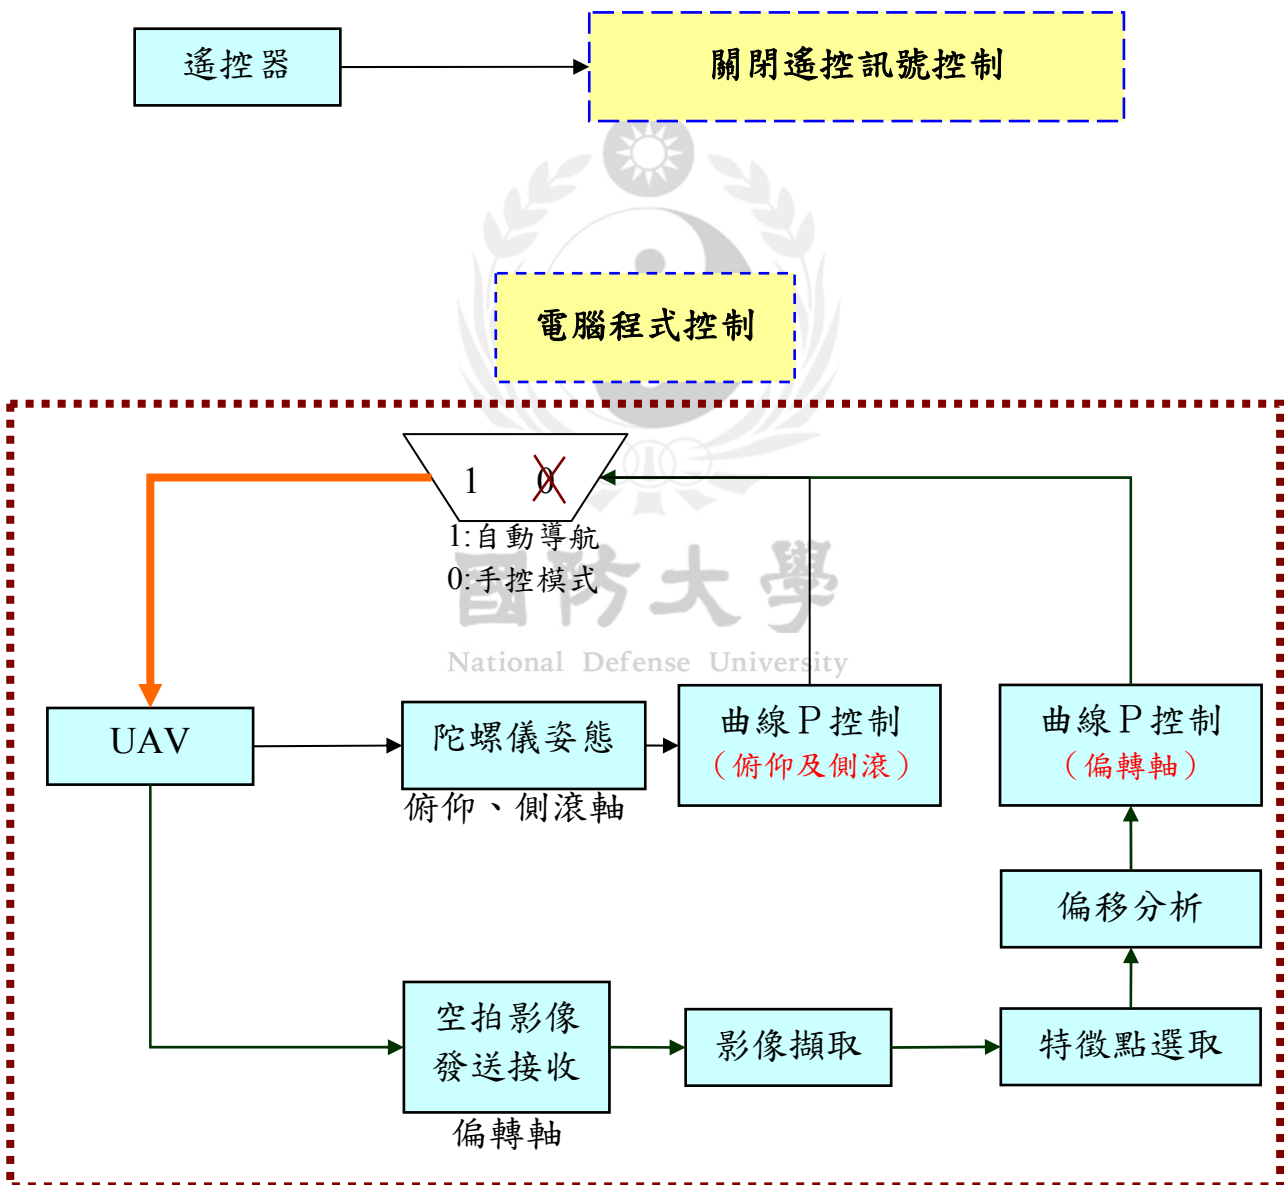 遙控器
關閉遙控訊號控制
電腦程式控制
1 0
1:自動導航
0:手控模式
國防大學
National Defense University
UAV
陀螺儀姿態
俯仰、側滾軸
曲線Ｐ控制
（俯仰及側滾）
曲線Ｐ控制
（偏轉軸）
偏移分析
空拍影像
發送接收
偏轉軸
影像擷取
特徵點選取